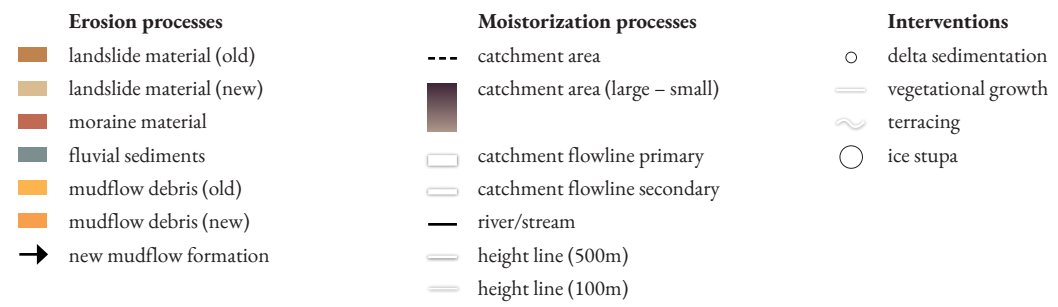 Erosion processes
landslide material (old)
landslide material (new)
moraine material
fluvial sediments
mudflow debris (old)
mudflow debris (new)
new mudflow formation
Moistorization processes
catchment area
catchment area (large – small)
catchment flowline primary
catchment flowline secondary
river/stream
height line (500m)
height line (100m)
Interventions
delta sedimentation
vegetational growth
terracing
ice stupa